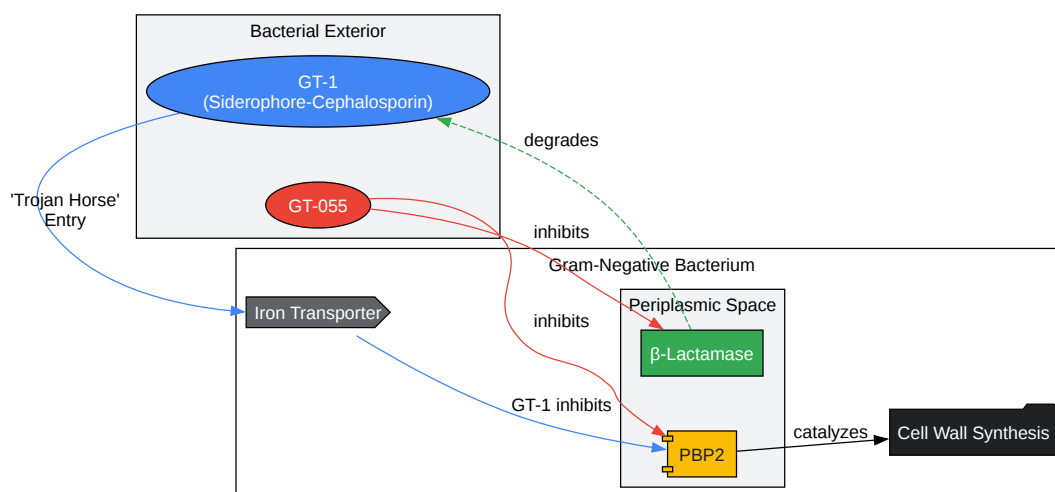 Bacterial Exterior
GT-1
(Siderophore-Cephalosporin)
degrades
'Trojan Horse'
Entry
GT-055
inhibits
Gram-Negative Bacterium
Periplasmic Space
Iron Transporter
inhibits
β-Lactamase
GT-1 inhibits
PBP2
catalyzes
Cell Wall Synthesis